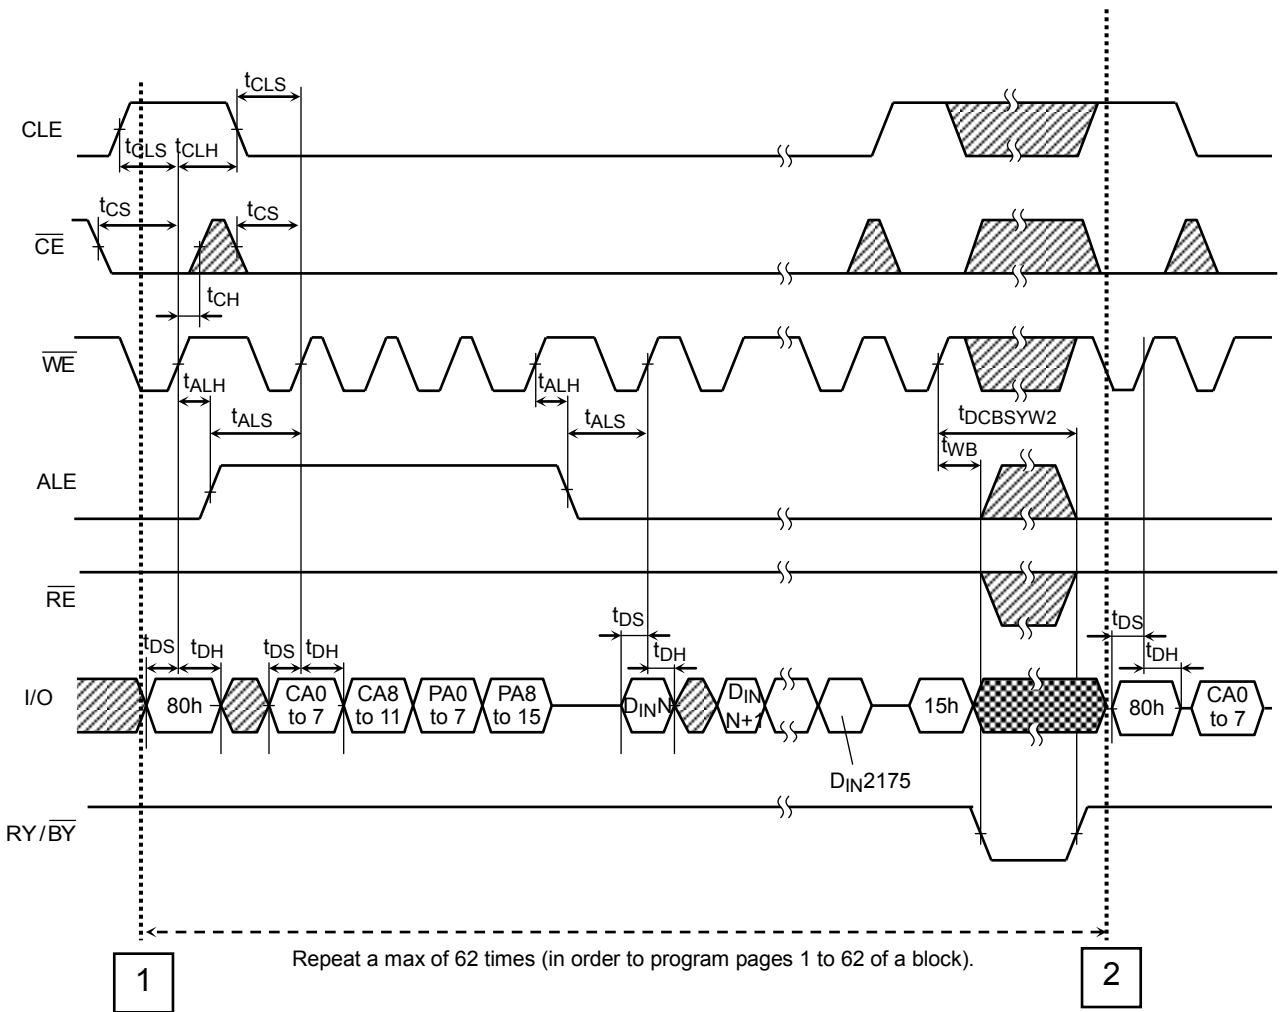 tCLS
CLE
tCLS tCLH
tCS tCS
CE
tCH
WE
tALH tALH
tALS tALS
tDCBSYW2
tWB
ALE
RE
tDS tDH tDS tDH tDS tDH tDS tDH
I/O
80h
CA0 to 7
CA8 to 11
PA0 to 7
PA8 to 15
DINN
DIN N+1
15h
80h
CA0 to 7
DIN2175
RY/BY
Repeat a max of 62 times (in order to program pages 1 to 62 of a block).
1
2